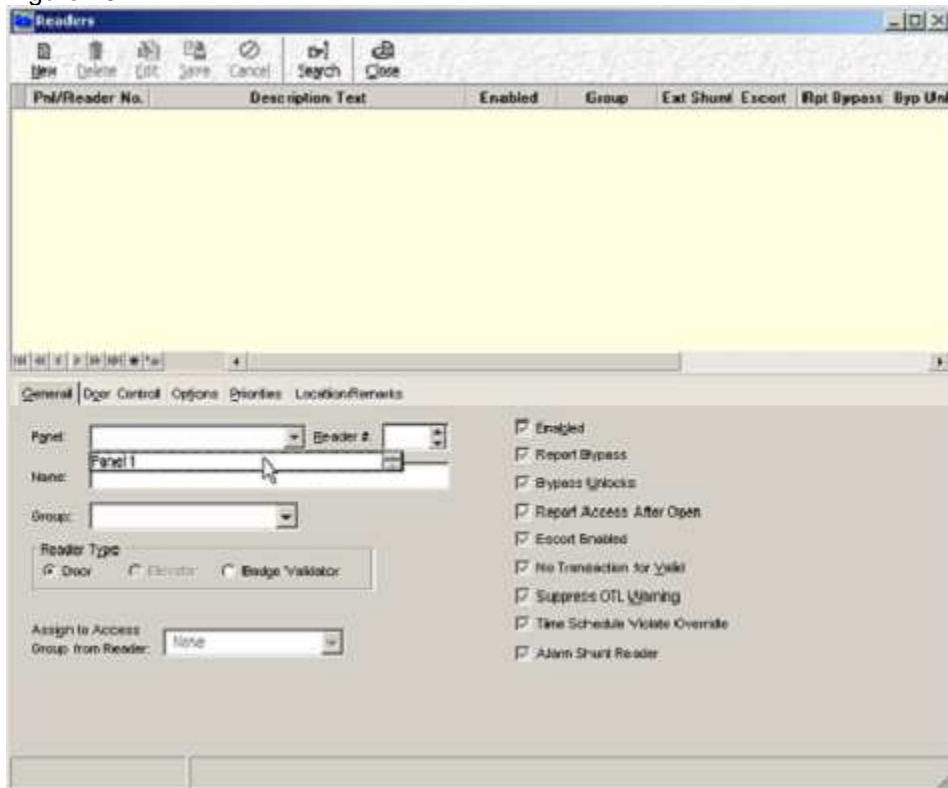 Readers
New Delete Edit Save Cancel Search Close
Pnl/Reader No. Description Text Enabled Group Ext Shunt Escort Rpt Bypass Byp Unl
General Door Control Options Priorities Location/Remarks
Panel: Reader #:
Panel 1
Name:
Group:
Reader Type
Door Elevator Badge Validator
Assign to Access
Group from Reader: None
Enabled
Report Bypass
Bypass Unlocks
Report Access After Open
Escort Enabled
No Transaction for Valid
Suppress OTL Warning
Time Schedule Violate Override
Alarm Shunt Reader